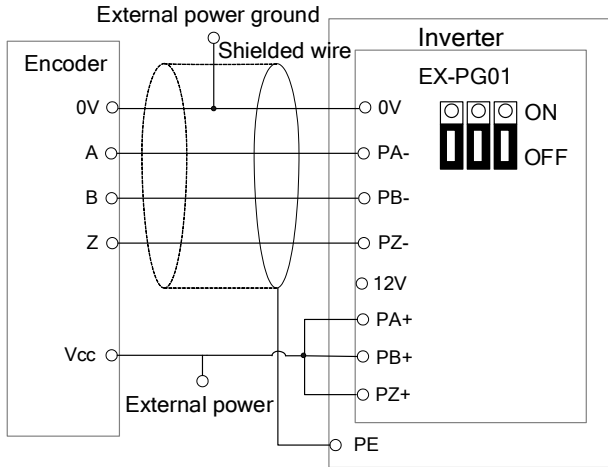 External power ground
Shielded wire
Inverter
Encoder
EX-PG01
0V
0V
ON
A
PA-
OFF
B
PB-
Z
PZ-
12V
PA+
Vcc
PB+
PZ+
External power
PE